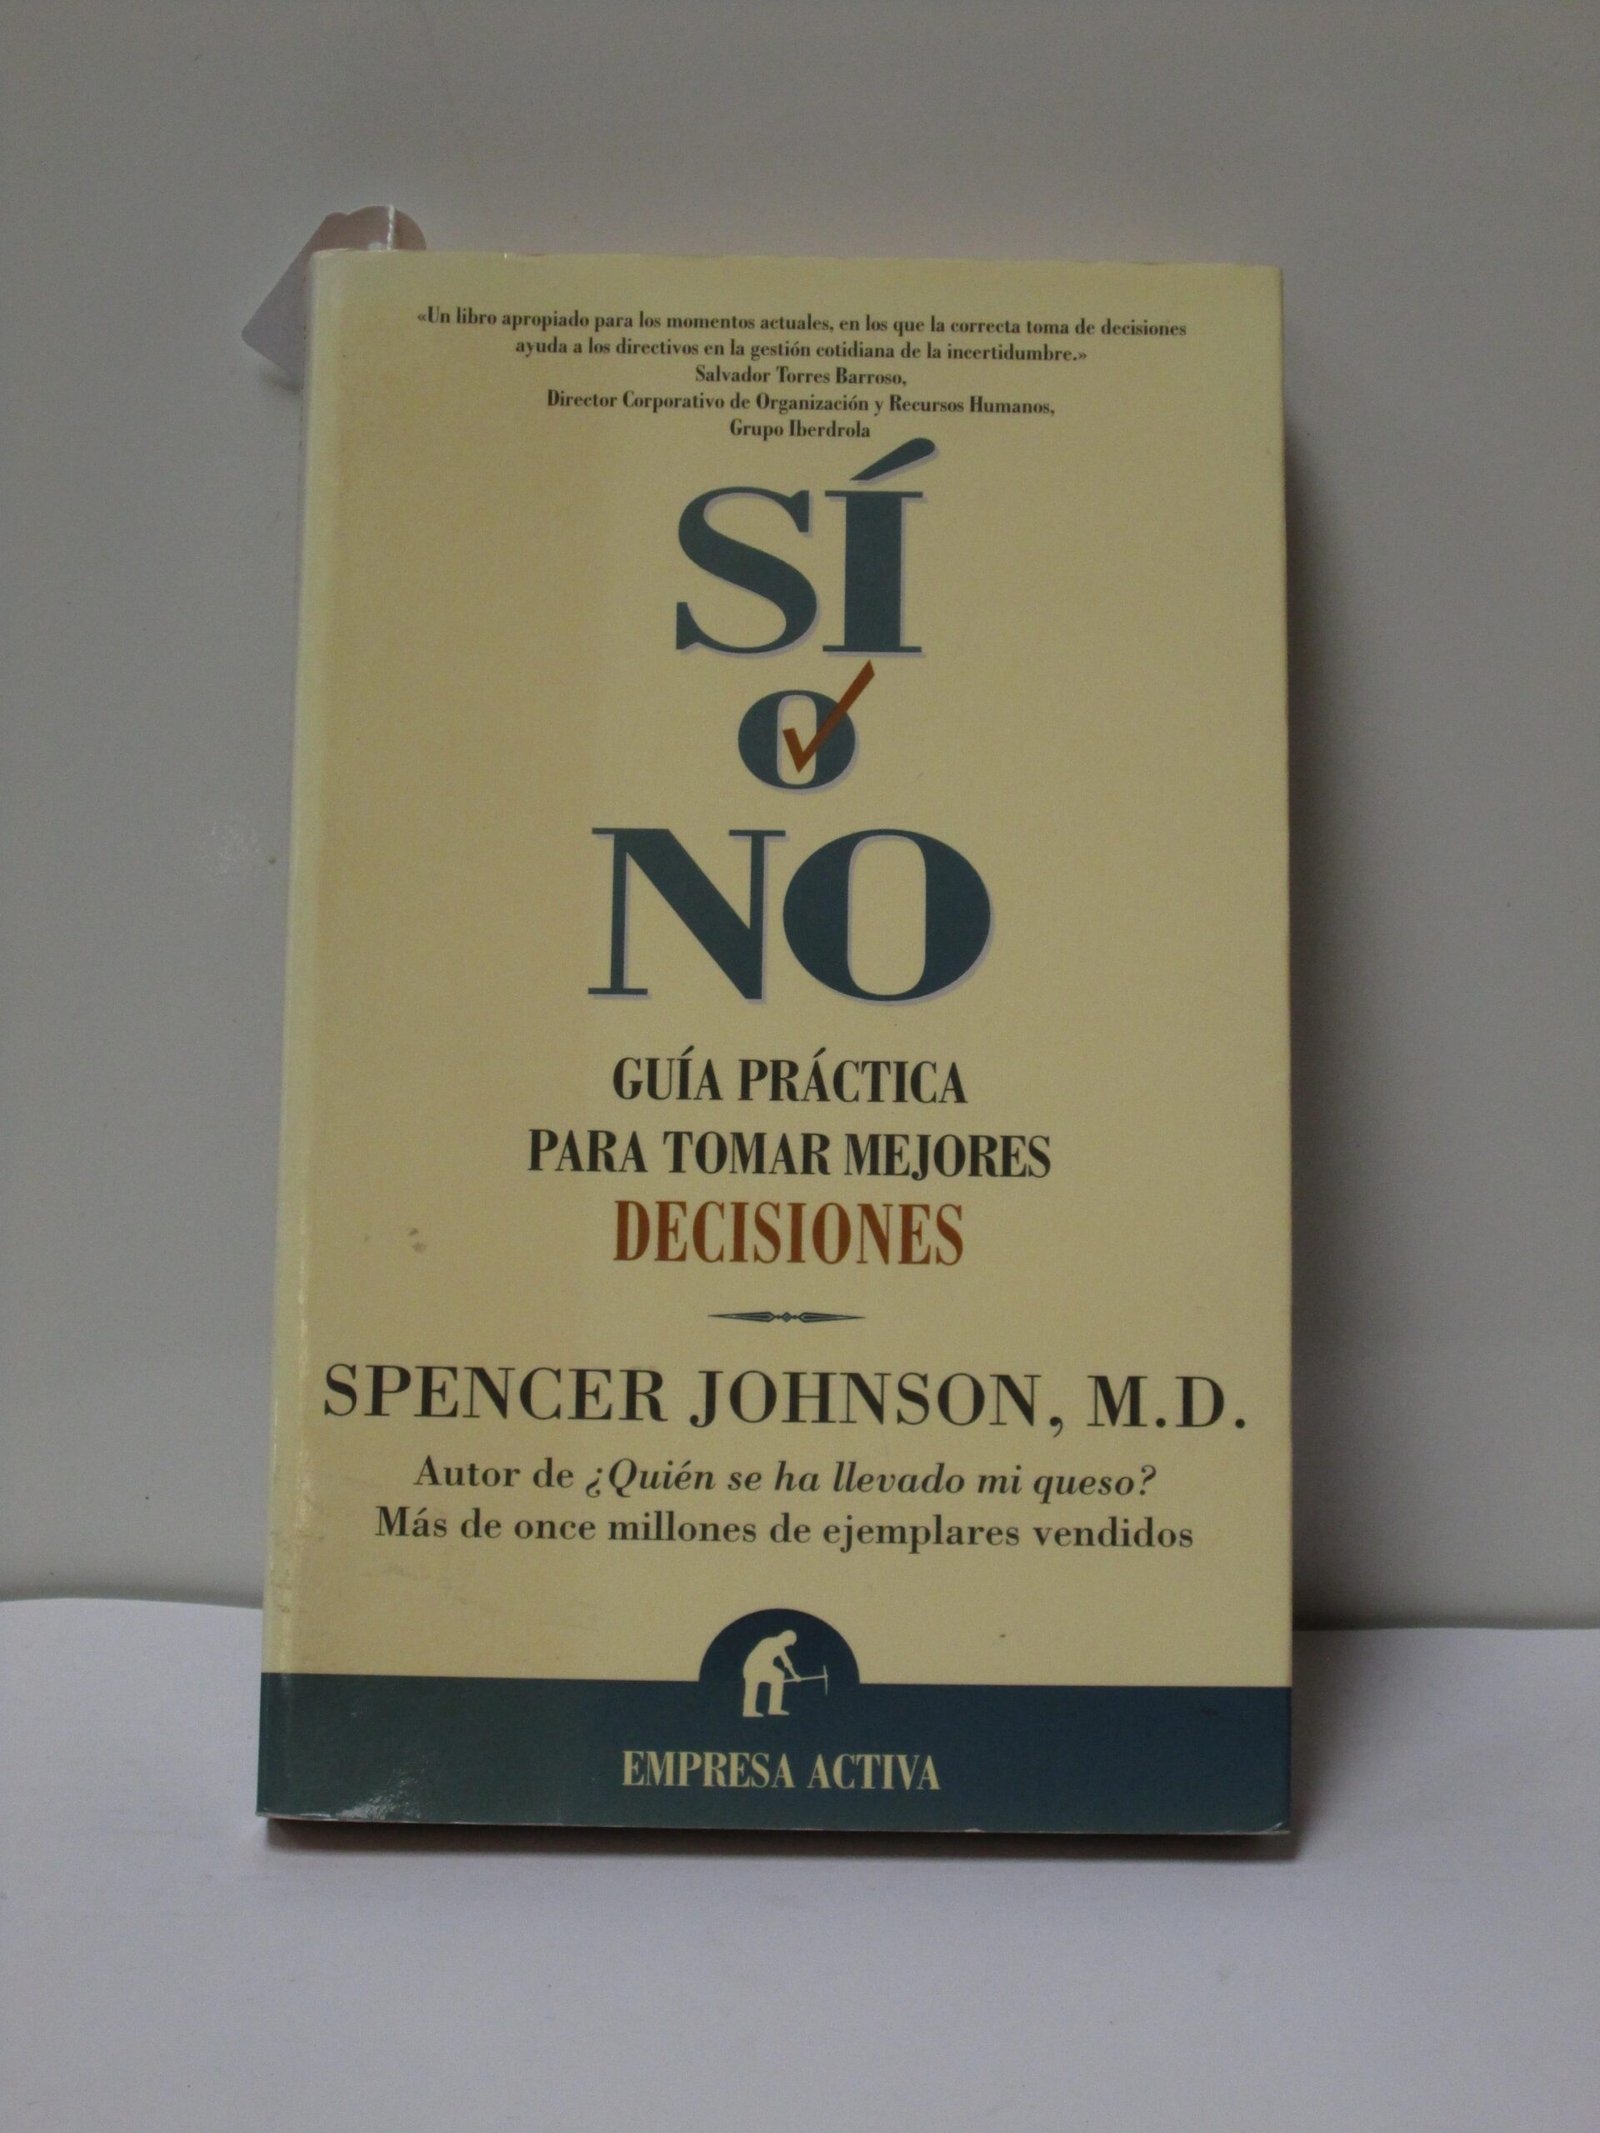 «Un libro apropiado para los momentos actuales, en los que la correcta toma de decisiones
ayuda a los directivos en la gestión cotidiana de la incertidumbre.»
Salvador Torres Barroso,
Director Corporativo de Organización y Recursos Humanos,
Grupo Iberdrola
SÍ
O
NO
GUÍA PRÁCTICA
PARA TOMAR MEJORES
DECISIONES
SPENCER JOHNSON, M.D.
Autor de ¿Quién se ha llevado mi queso?
Más de once millones de ejemplares vendidos
EMPRESA ACTIVA